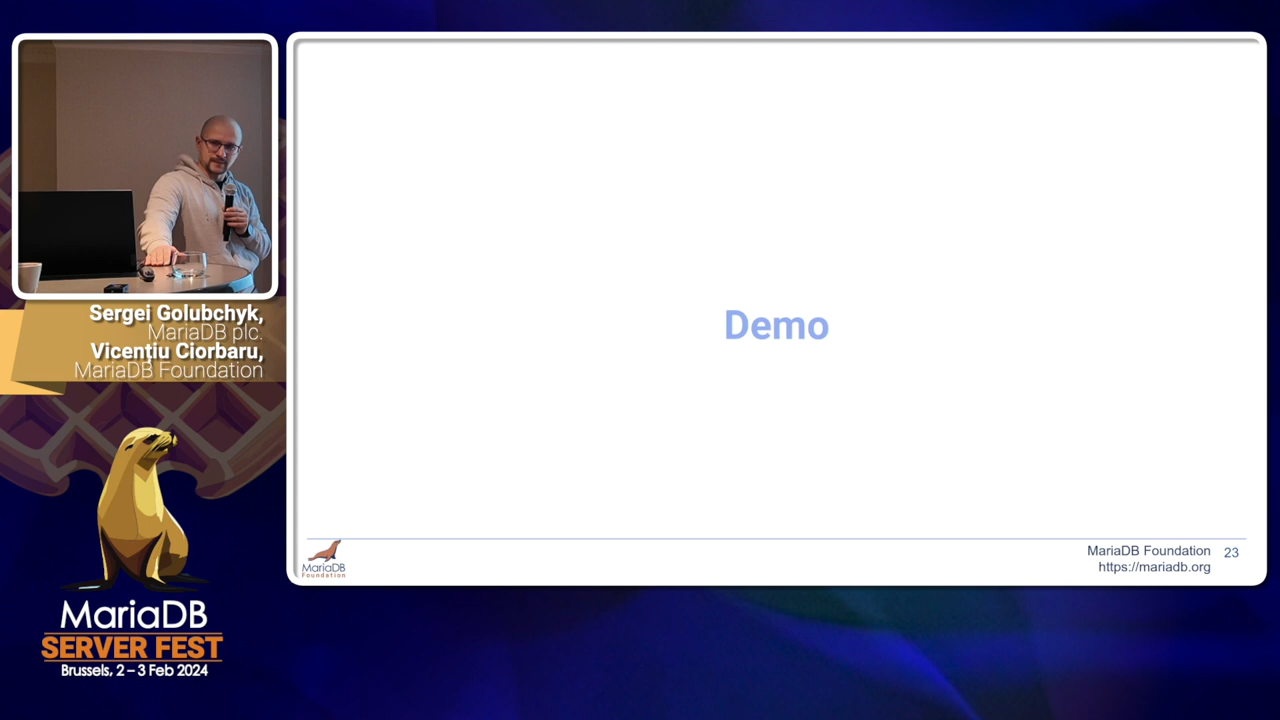 Sergei Golubchyk,
MariaDB plc.
Vicențiu Ciorbaru,
MariaDB Foundation
MariaDB
SERVER FEST
Brussels, 2 – 3 Feb 2024
Demo
MariaDB
Foundation
MariaDB Foundation 23
https://mariadb.org